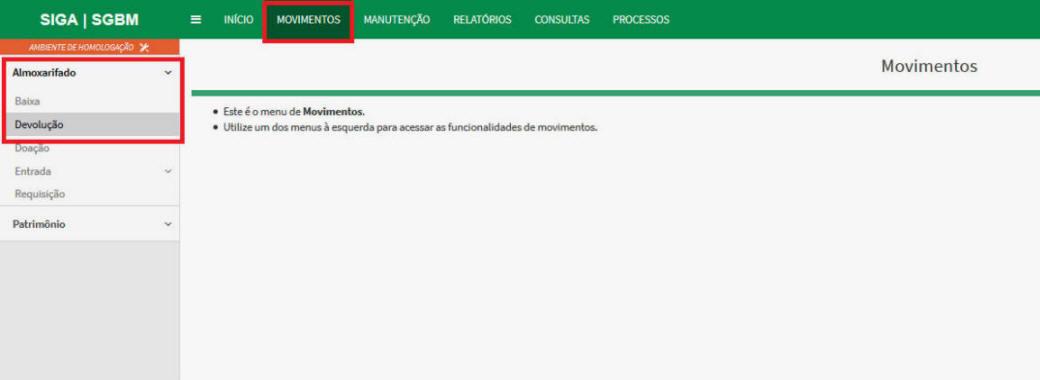 SIGA | SGBM
INÍCIO MOVIMENTOS MANUTENÇÃO RELATÓRIOS CONSULTAS PROCESSOS
AMBIENTE DE HOMOLOGAÇÃO
Almoxarifado
Baixa
Devolução
Doação
Entrada
Requisição
Patrimônio
Movimentos
Este é o menu de Movimentos.
Utilize um dos menus à esquerda para acessar as funcionalidades de movimentos.